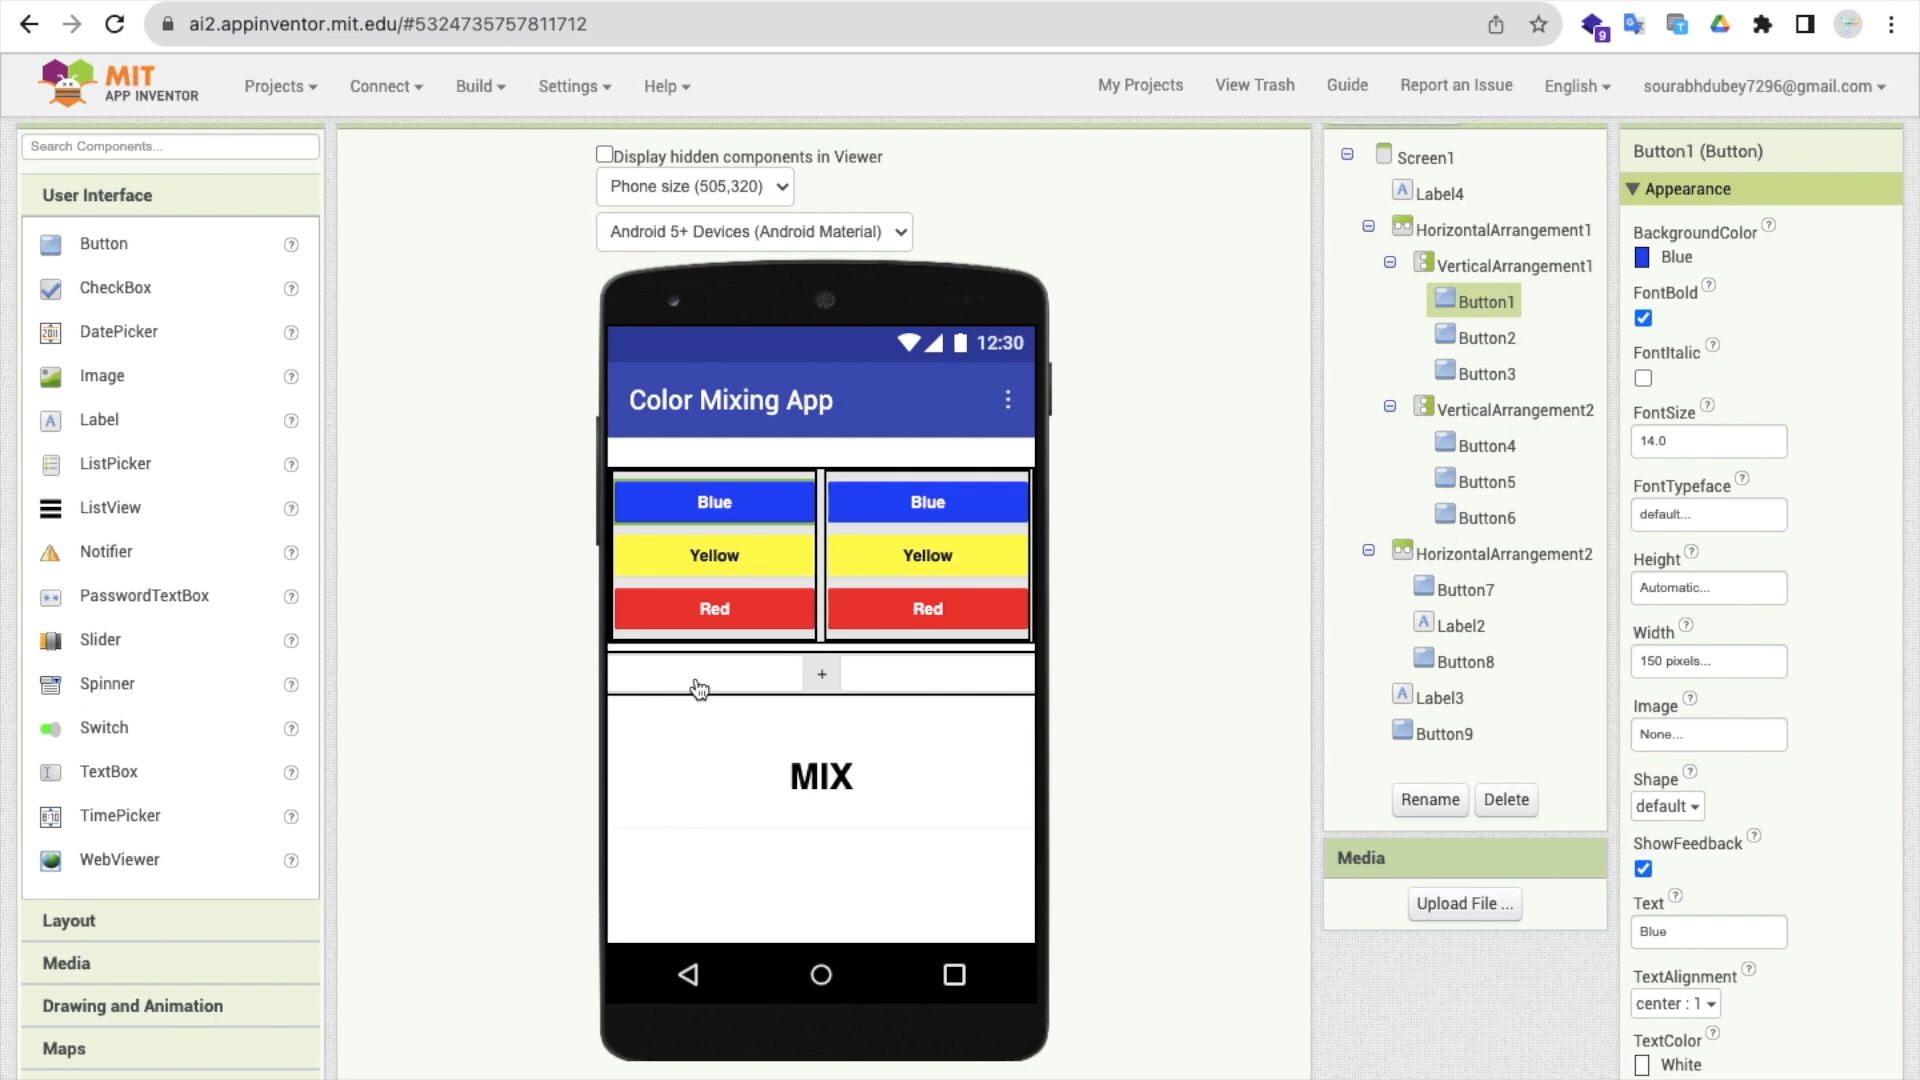 ai2.appinventor.mit.edu/#5324735757811712
9
MIT
APP INVENTOR
Projects
Connect
Build
Settings
Help
My Projects
View Trash
Guide
Report an Issue
English
sourabhdubey7296@gmail.com
Search Components...
User Interface
Button
CheckBox
DatePicker
Image
Label
ListPicker
ListView
Notifier
PasswordTextBox
Slider
Spinner
Switch
TextBox
TimePicker
WebViewer
Layout
Media
Drawing and Animation
Maps
Display hidden components in Viewer
Phone size (505,320)
Android 5+ Devices (Android Material)
12:30
Color Mixing App
Blue Blue
Yellow Yellow
Red Red
+
MIX
Screen1
Label4
HorizontalArrangement1
VerticalArrangement1
Button1
Button2
Button3
VerticalArrangement2
Button4
Button5
Button6
HorizontalArrangement2
Button7
Label2
Button8
Label3
Button9
Rename
Delete
Media
Upload File ...
Button1 (Button)
Appearance
BackgroundColor
Blue
FontBold
FontItalic
FontSize
14.0
FontTypeface
default...
Height
Automatic...
Width
150 pixels...
Image
None...
Shape
default
ShowFeedback
Text
Blue
TextAlignment
center : 1
TextColor
White